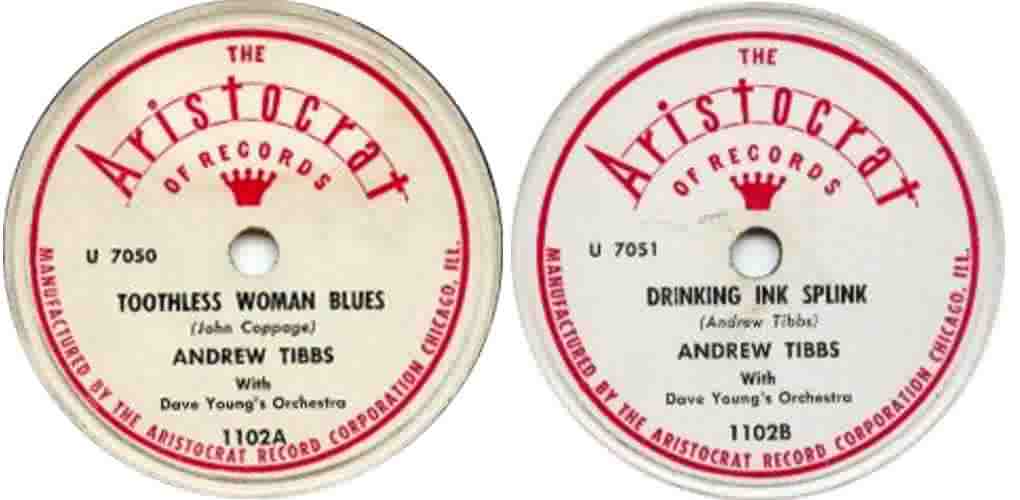 THE
Aristocrat
OF RECORDS
U 7050
TOOTHLESS WOMAN BLUES
(John Coppage)
ANDREW TIBBS
With
Dave Young's Orchestra
1102A
MANUFACTURED BY THE ARISTOCRAT RECORD CORPORATION CHICAGO, ILL.
THE
Aristocrat
OF RECORDS
U 7051
DRINKING INK SPLINK
(Andrew Tibbs)
ANDREW TIBBS
With
Dave Young's Orchestra
1102B
MANUFACTURED BY THE ARISTOCRAT RECORD CORPORATION CHICAGO, ILL.